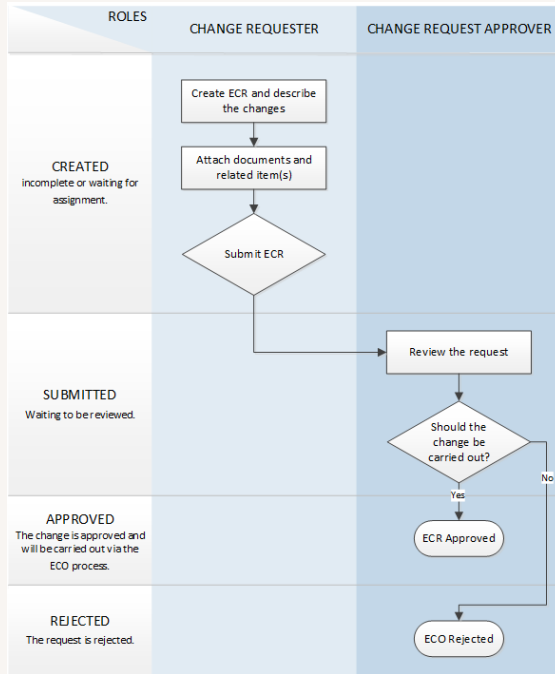 ROLES
CHANGE REQUESTER
CHANGE REQUEST APPROVER
CREATED
incomplete or waiting for
assignment.
Create ECR and describe
the changes
Attach documents and
related item(s)
Submit ECR
SUBMITTED
Waiting to be reviewed.
Review the request
Should the
change be
carried out?
No
Yes
APPROVED
The change is approved and
will be carried out via the
ECO process.
ECR Approved
REJECTED
The request is rejected.
ECO Rejected